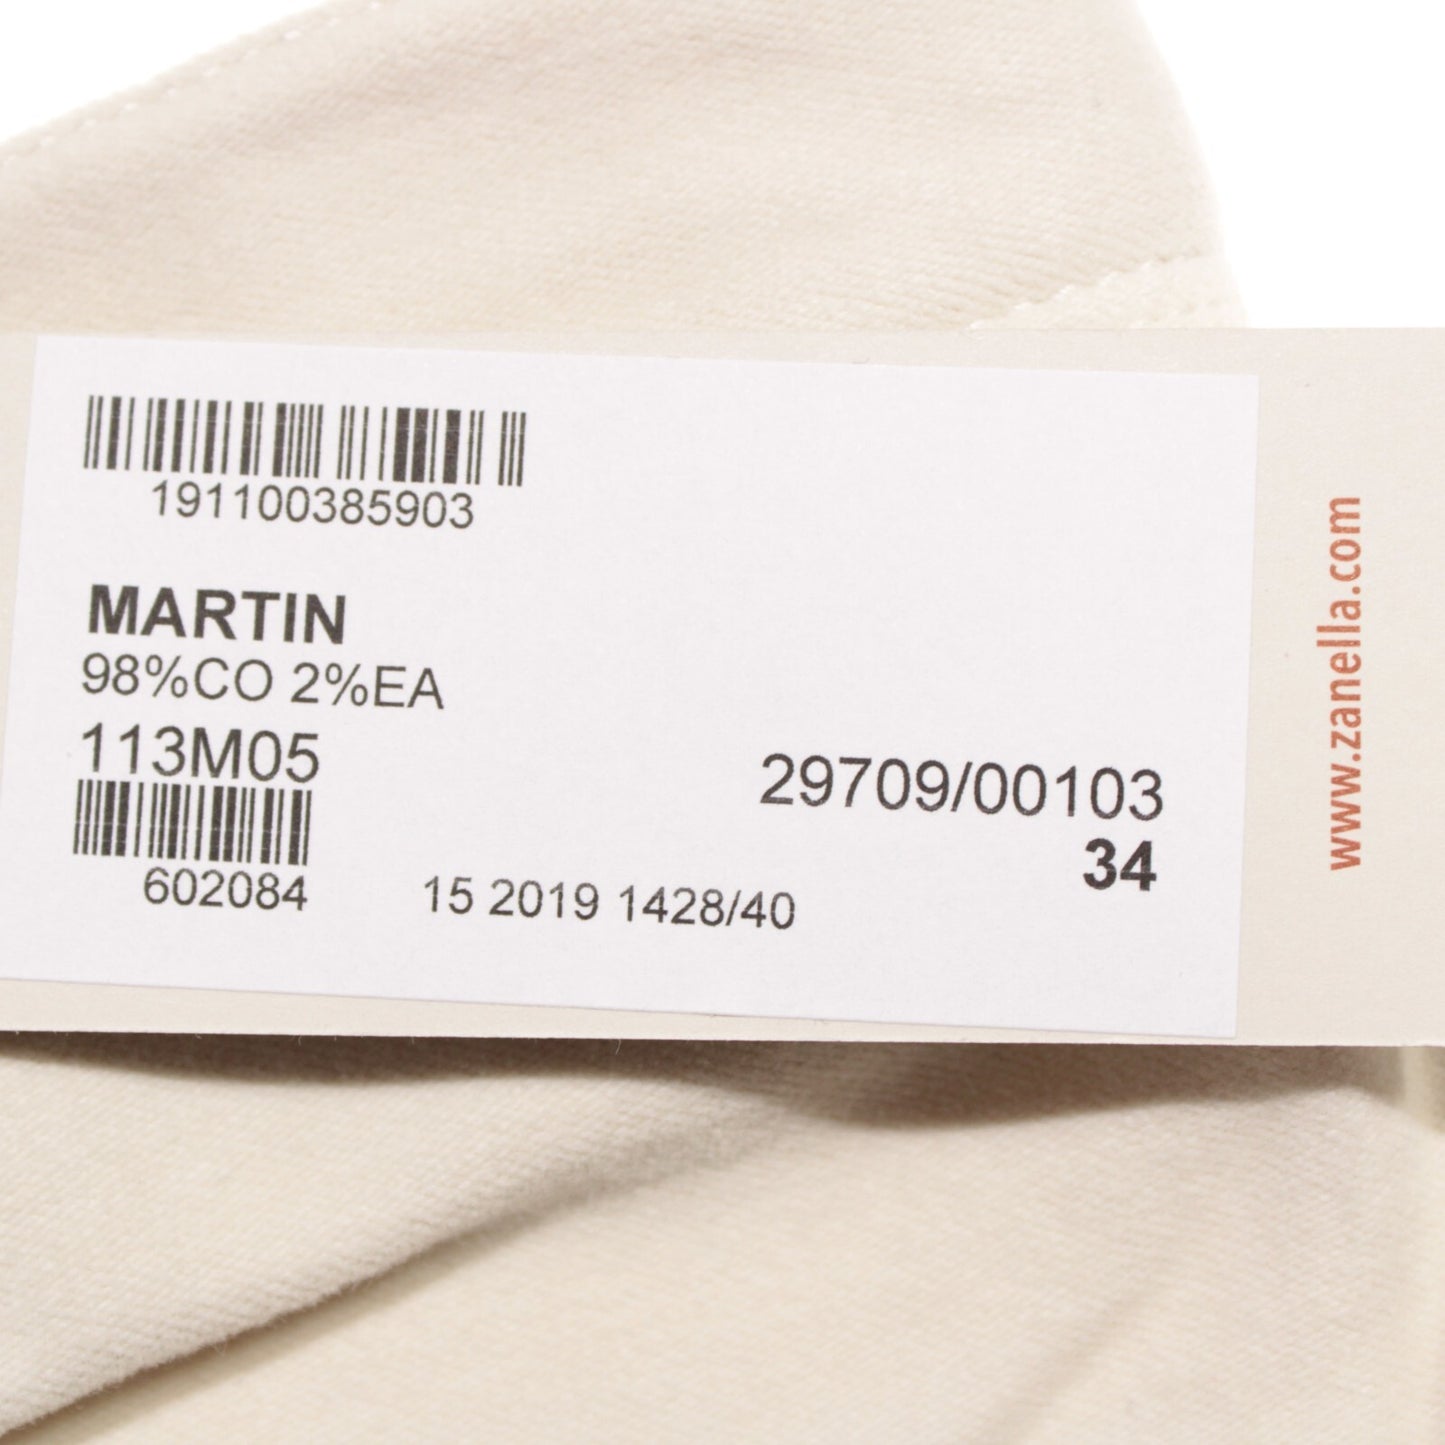 191100385903
MARTIN
98%CO 2%EA
113M05
29709/00103
34
602084
15 2019 1428/40
www.zanella.com